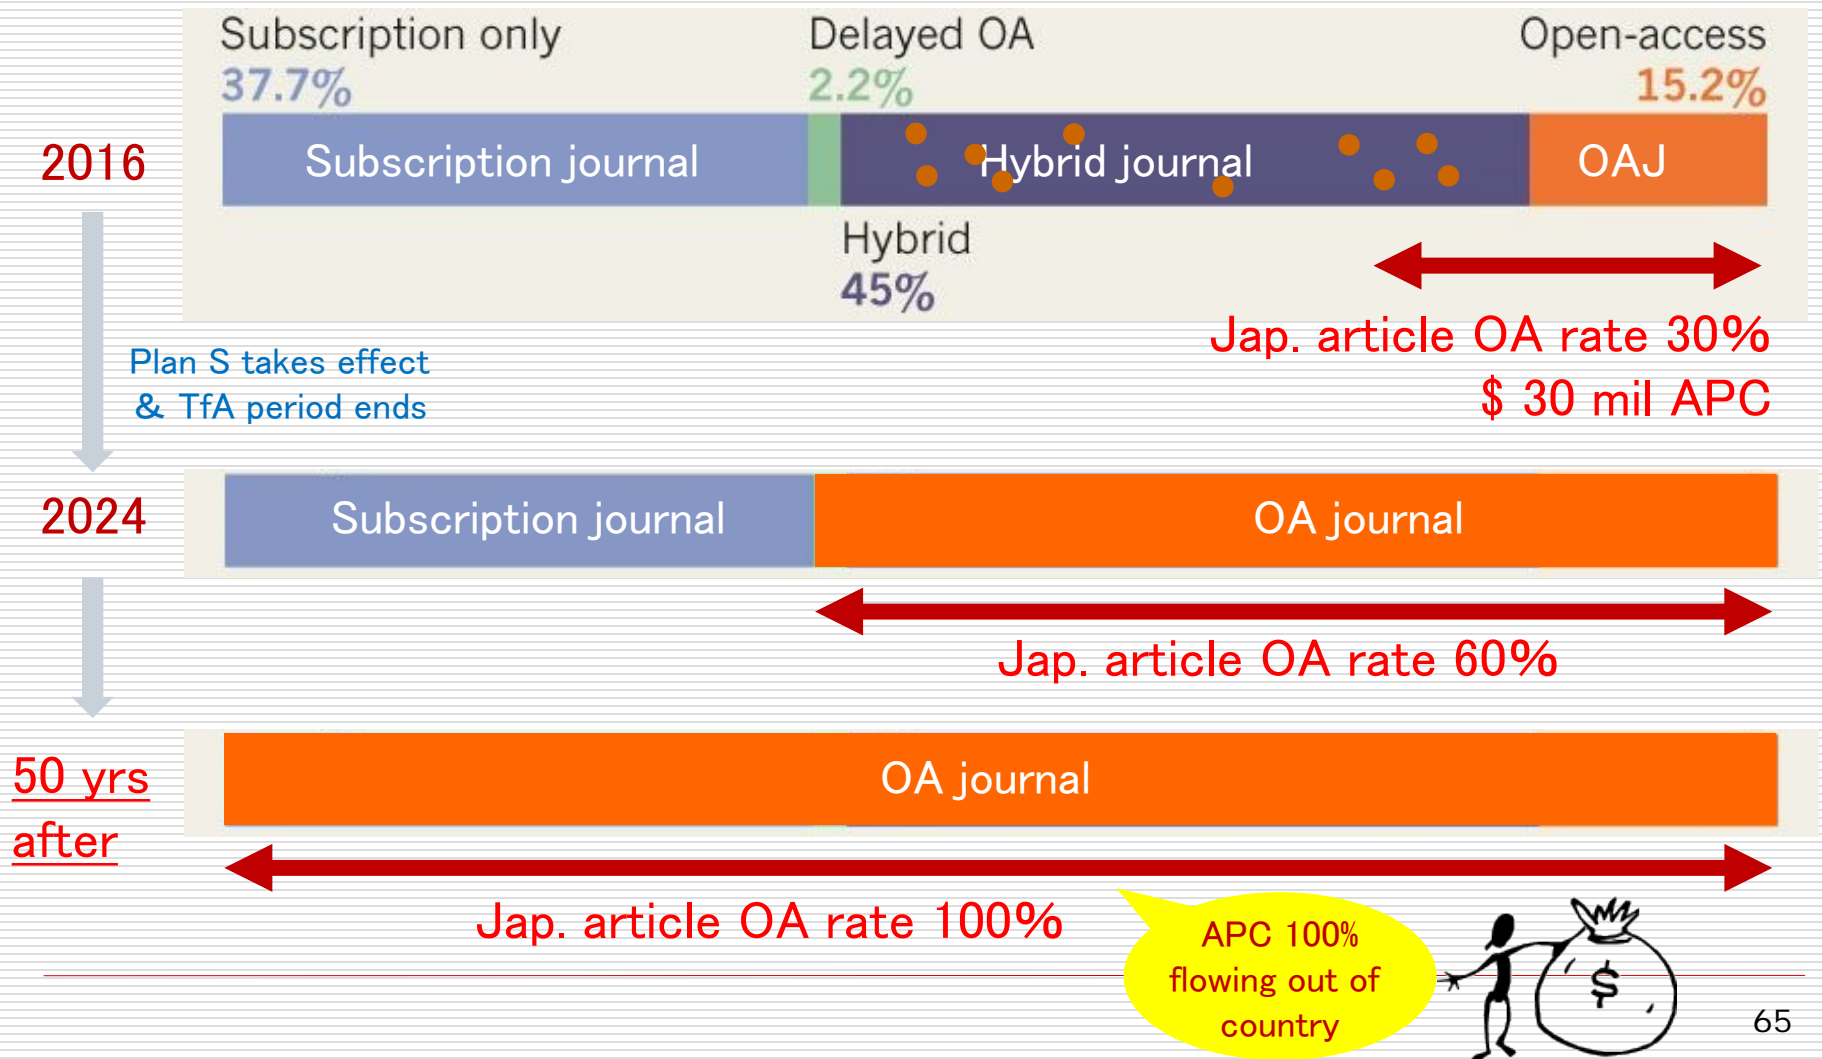 Subscription only
37.7%
Delayed OA
2.2%
Open-access
15.2%
2016
Subscription journal
Hybrid journal
OAJ
Hybrid
45%
Jap. article OA rate 30%
$ 30 mil APC
Plan S takes effect
& TfA period ends
2024
Subscription journal
OA journal
Jap. article OA rate 60%
50 yrs
after
OA journal
Jap. article OA rate 100%
APC 100%
flowing out of
country
$
65